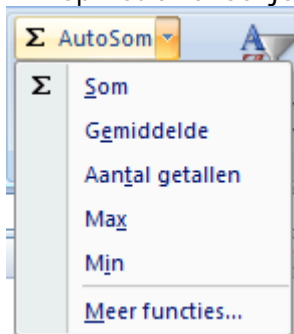 Σ AutoSom
A
Σ Som
Gemiddelde
Aantal getallen
Max
Min
Meer functies...